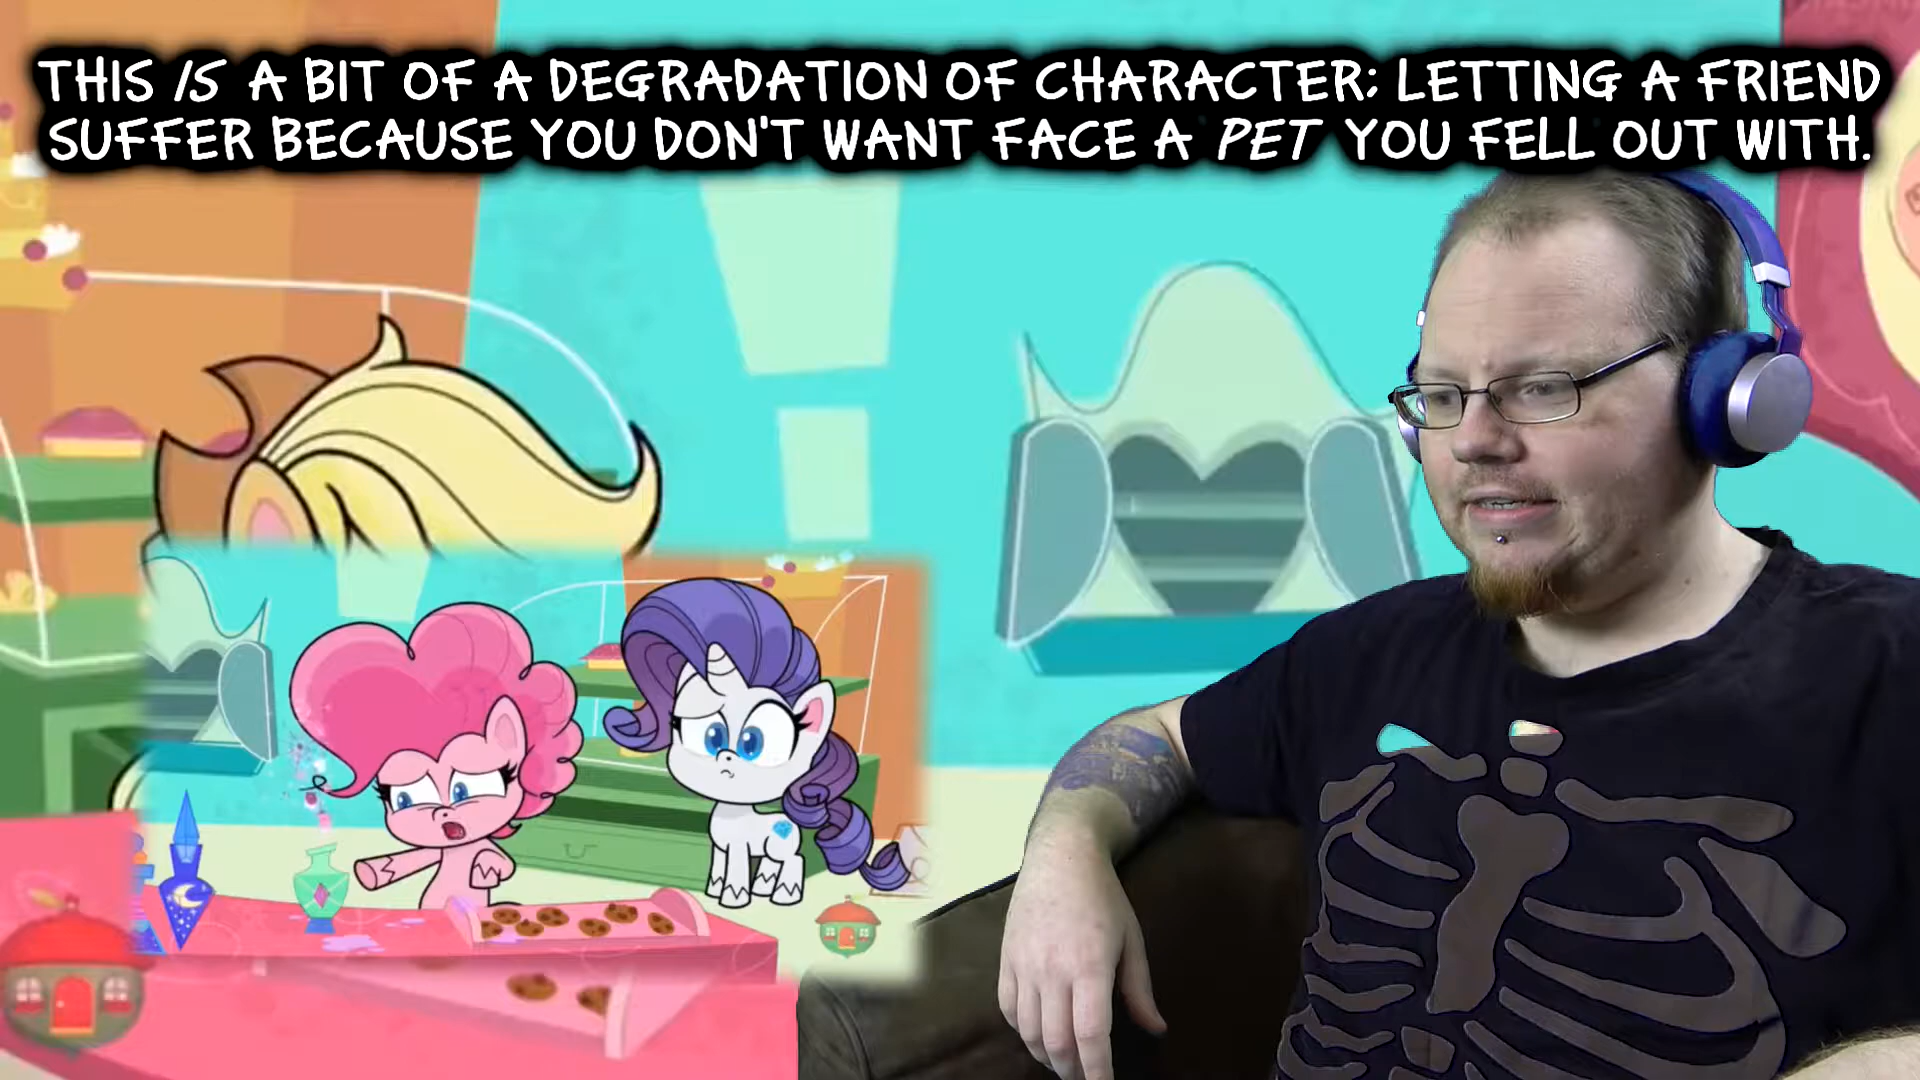 THIS IS A BIT OF A DEGRADATION OF CHARACTER: LETTING A FRIEND
SUFFER BECAUSE YOU DON'T WANT FACE A PET YOU FELL OUT WITH.